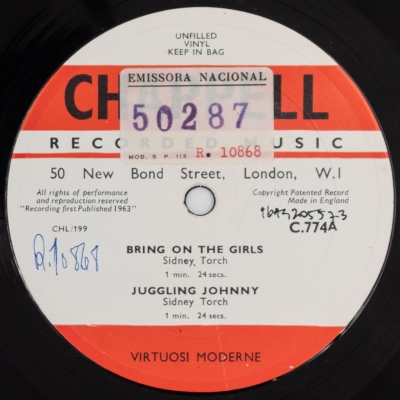 UNFILLED
VINYL
KEEP IN BAG
CHAPPELL
EMISSORA NACIONAL
50287
MOD. S. P. 113 R. 10868
RECORDED MUSIC
50 New Bond Street, London, W.1
All rights of performance
and reproduction reserved
"Recording first Published 1963"
Copyright Patented Record
Made in England
C.774A
CHL/199
R.10868
BRING ON THE GIRLS
Sidney Torch
1 min. 24 secs.
JUGGLING JOHNNY
Sidney Torch
1 min. 24 secs.
VIRTUOSI MODERNE